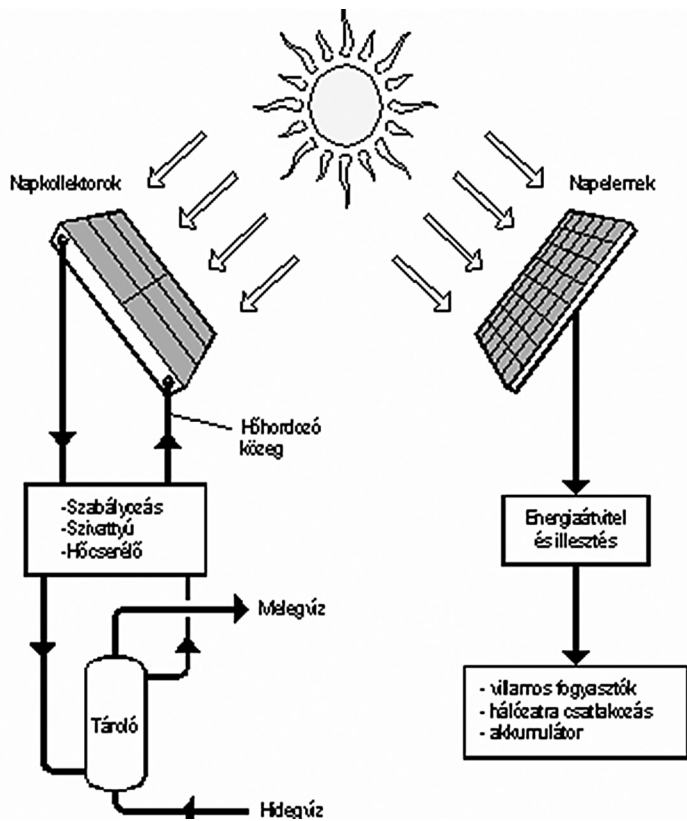 Napkollektorok
Napelemek
Hőhordozó
közeg
-Szabályozás
-Szivattyú
-Hőcserélő
Energiaátvitel
és illesztés
Melegvíz
Tároló
- villamos fogyasztók
- hálózatra csatlakozás
- akkumulátor
Hidegvíz